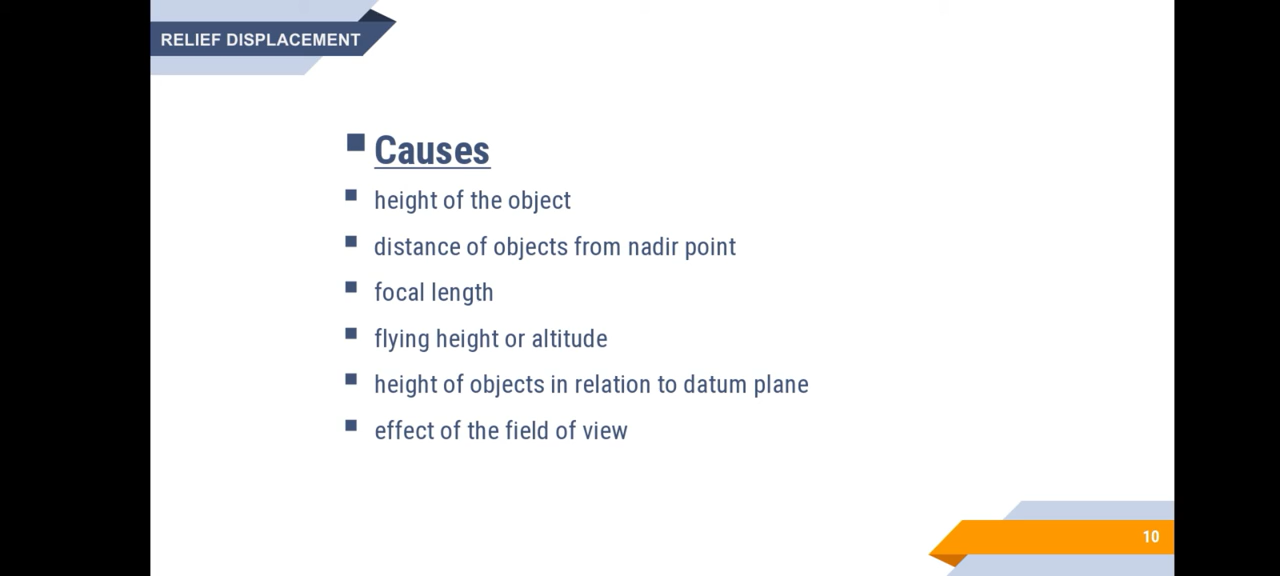 RELIEF DISPLACEMENT
Causes
height of the object
distance of objects from nadir point
focal length
flying height or altitude
height of objects in relation to datum plane
effect of the field of view
10